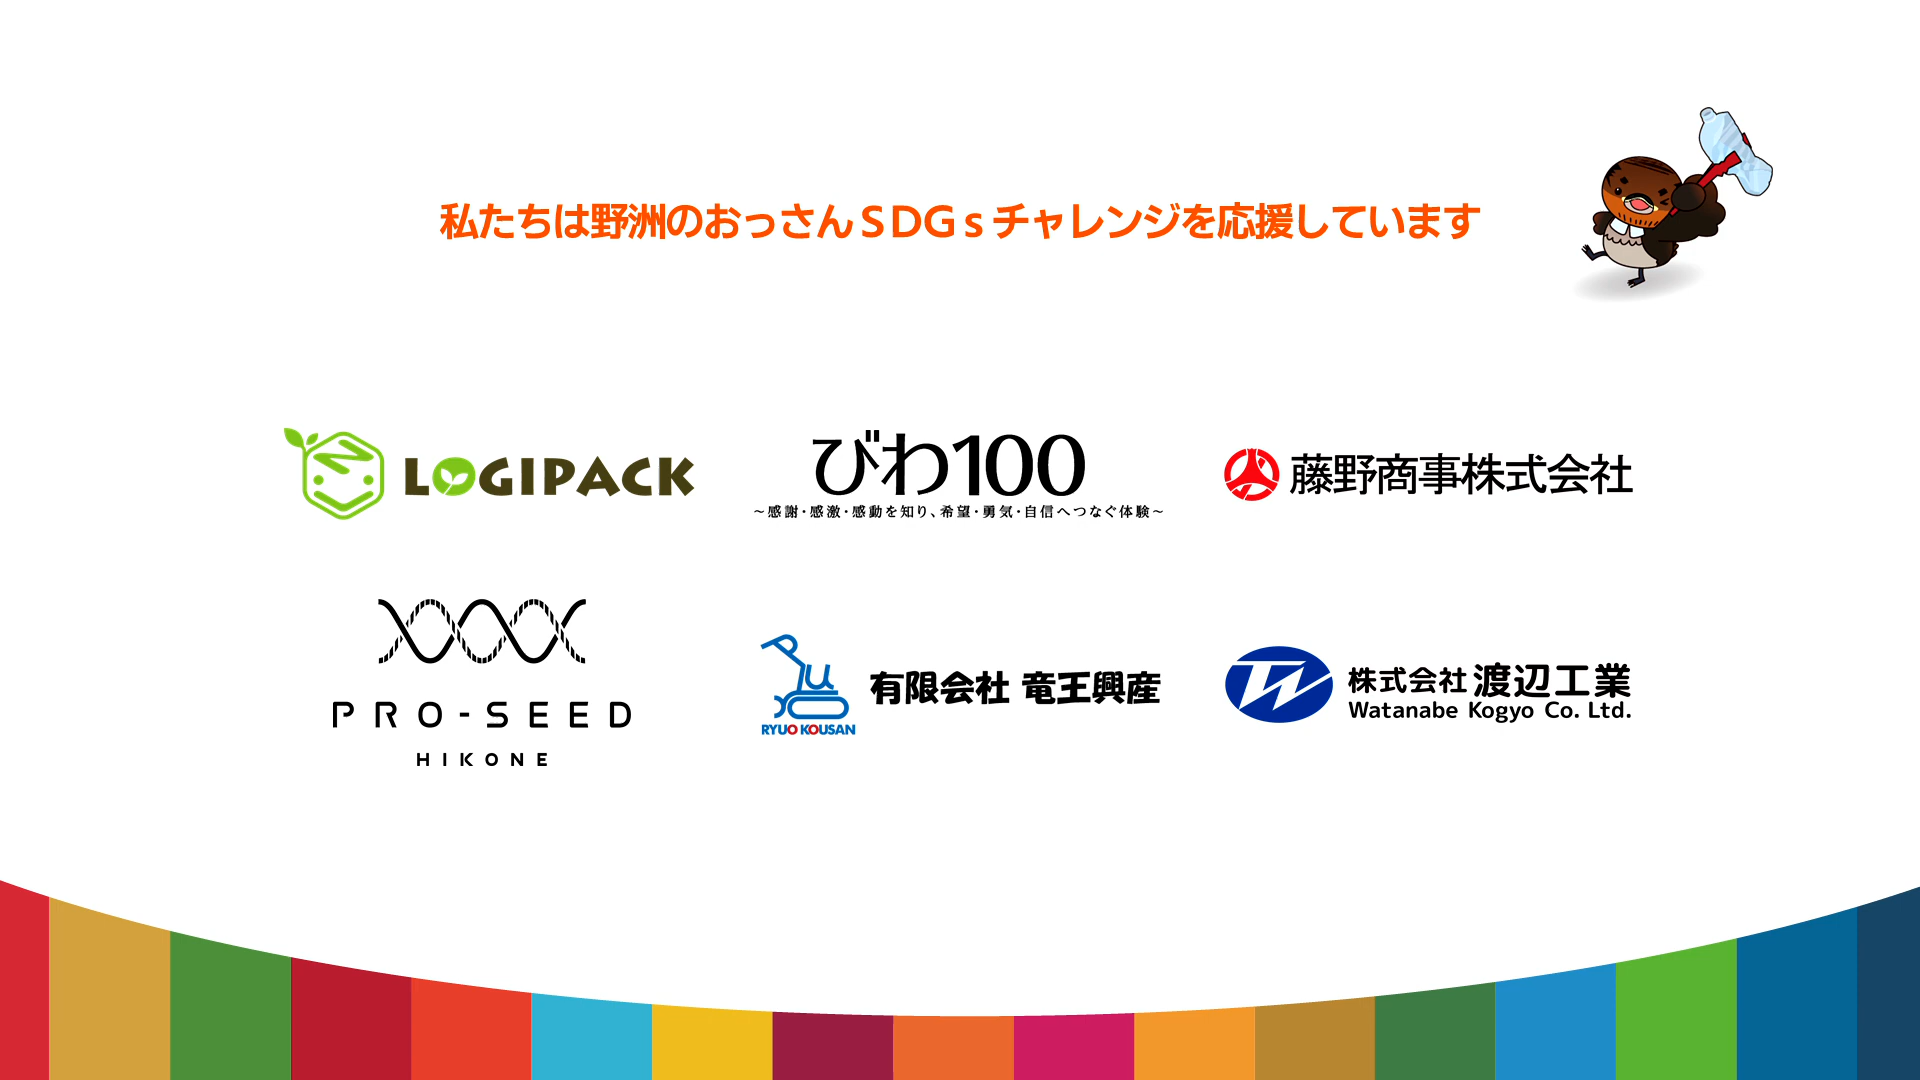 私たちは野洲のおっさんＳＤＧｓチャレンジを応援しています
LOGIPACK
びわ100
～感謝・感激・感動を知り、希望・勇気・自信へつなぐ体験～
藤野商事株式会社
PRO-SEED
HIKONE
RYUO KOUSAN
有限会社 竜王興産
TW
株式会社 渡辺工業
Watanabe Kogyo Co. Ltd.